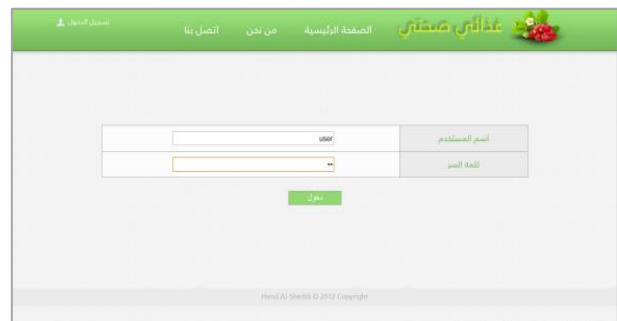 غذائي صحتي
الصفحة الرئيسية
من نحن
اتصل بنا
تسجيل الدخول
اسم المستخدم
user
كلمة السر
••
دخول
Hend Al-Sheddi © 2012 Copyright